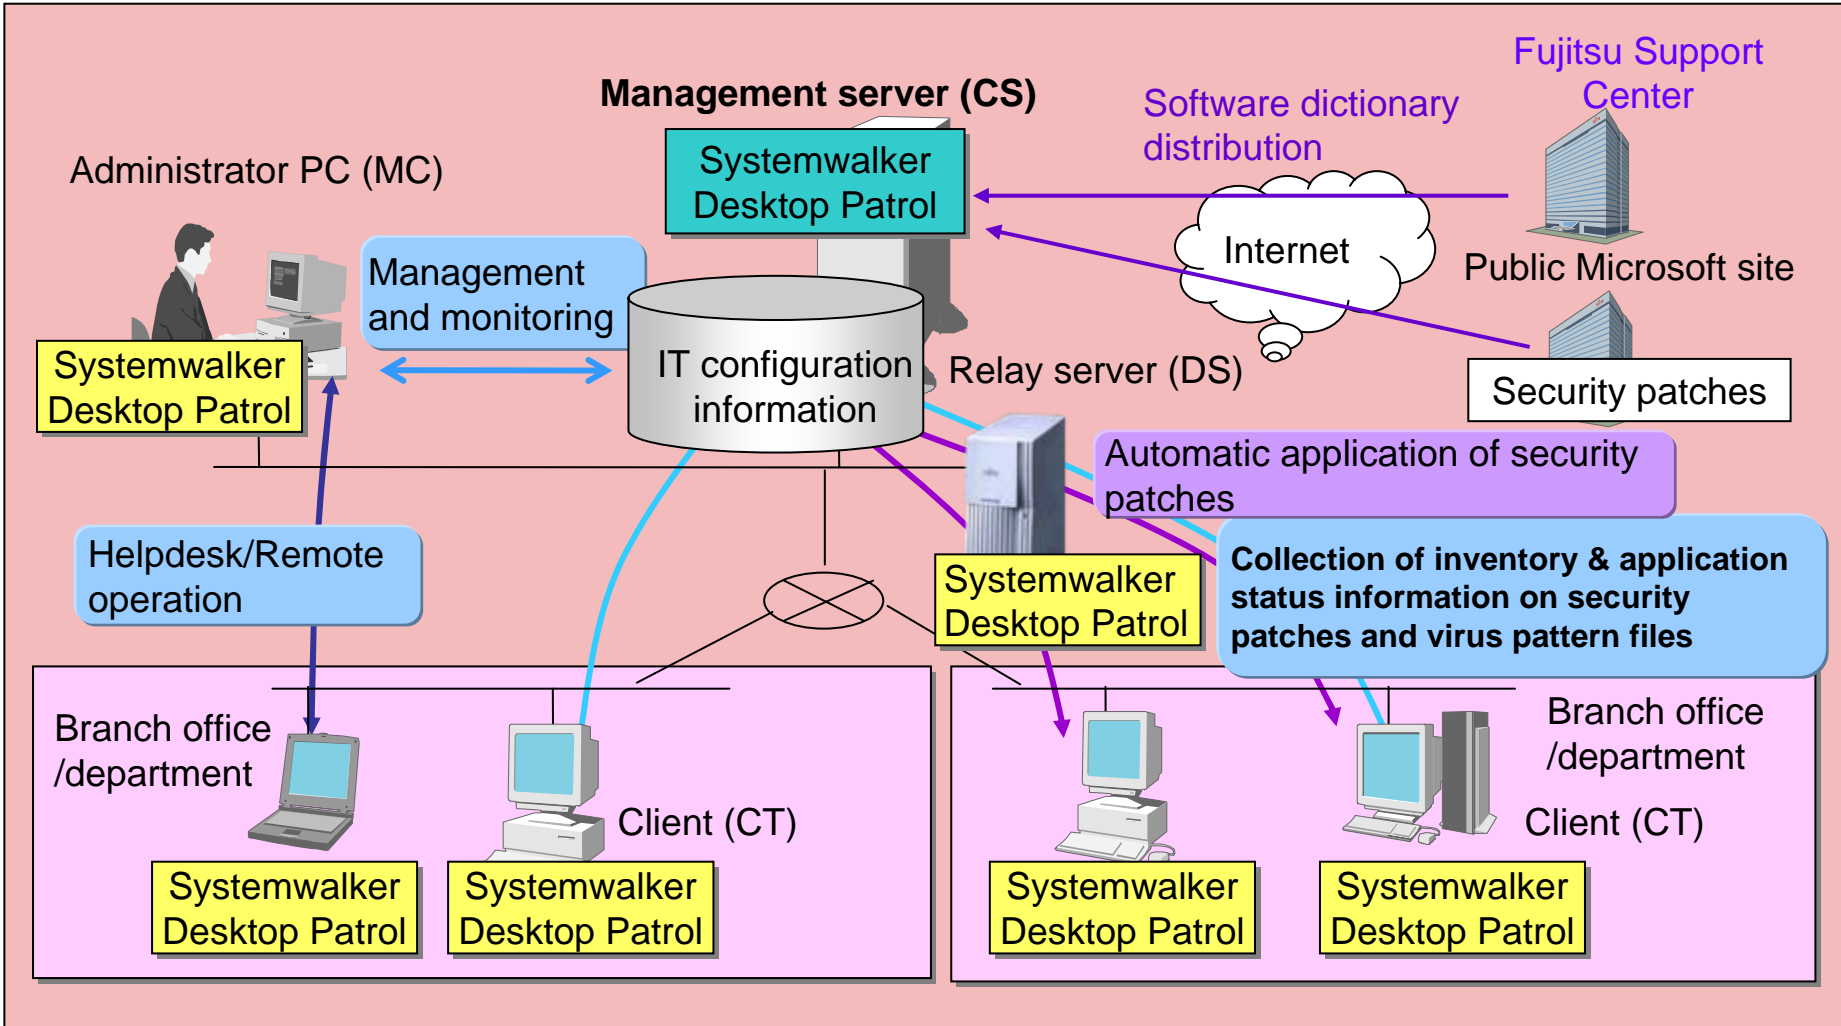 Fujitsu Support
Center
Management server (CS)
Software dictionary
distribution
Administrator PC (MC)
Systemwalker
Desktop Patrol
Internet
Public Microsoft site
Management
and monitoring
Systemwalker
Desktop Patrol
IT configuration
information
Relay server (DS)
Security patches
Automatic application of security
patches
Helpdesk/Remote
operation
Systemwalker
Desktop Patrol
Collection of inventory & application
status information on security
patches and virus pattern files
Branch office
/department
Client (CT)
Systemwalker
Desktop Patrol
Systemwalker
Desktop Patrol
Branch office
/department
Client (CT)
Systemwalker
Desktop Patrol
Systemwalker
Desktop Patrol